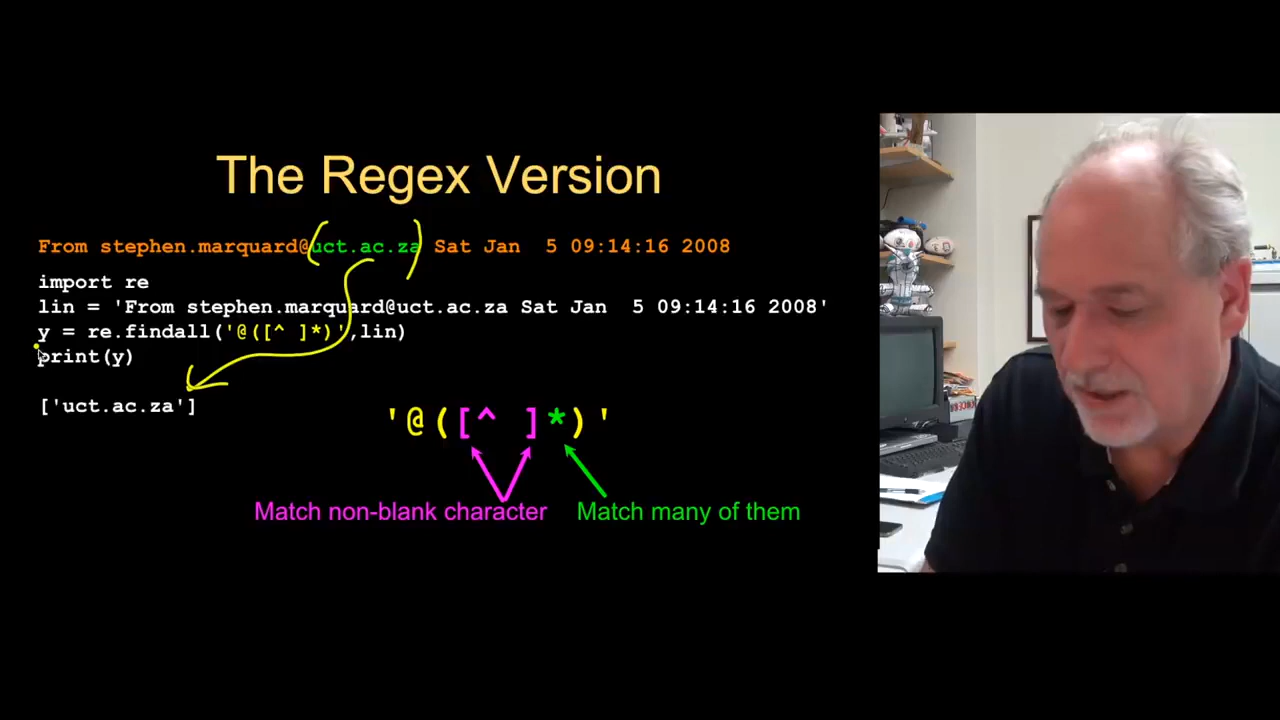 The Regex Version
From stephen.marquard@uct.ac.za Sat Jan  5 09:14:16 2008
import re
lin = 'From stephen.marquard@uct.ac.za Sat Jan  5 09:14:16 2008'
y = re.findall('@([^ ]*)',lin)
print(y)
['uct.ac.za']
'@([^ ]*)'
Match non-blank character
Match many of them